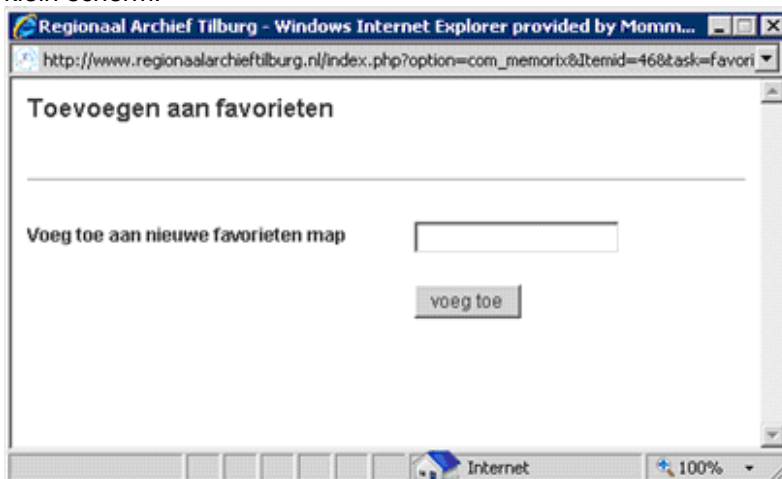 Regionaal Archief Tilburg - Windows Internet Explorer provided by Momm...
http://www.regionaalarchieftilburg.nl/index.php?option=com_memorix&Itemid=46&task=favori
Toevoegen aan favorieten
Voeg toe aan nieuwe favorieten map
voeg toe
Internet 100%